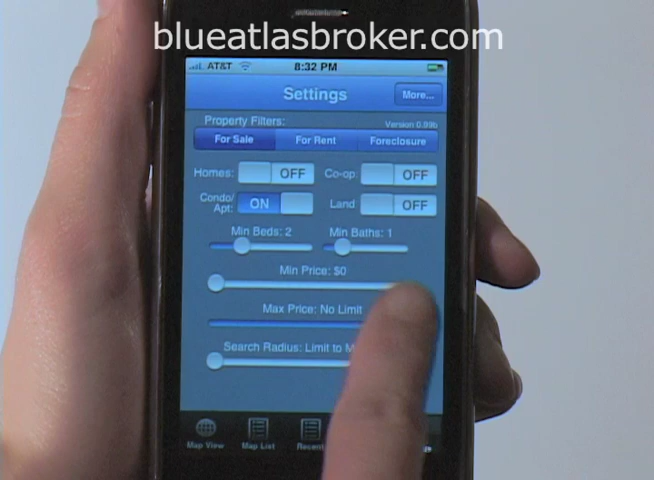 blueatlasbroker.com
AT&T 8:32 PM
Settings More...
Property Filters: Version 0.99b
For Sale For Rent Foreclosure
Homes: OFF Co-op: OFF
Condo/Apt: ON Land OFF
Min Beds: 2 Min Baths: 1
Min Price: $0
Max Price: No Limit
Search Radius: Limit to
Map View Map List Recent